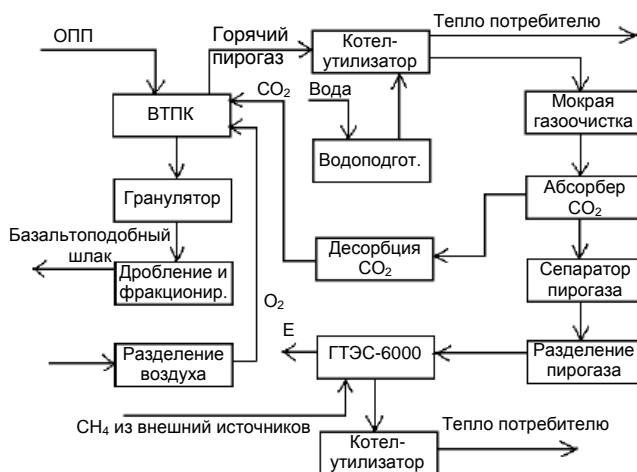 ОПП
Горячий
пирогаз
Котел-
утилизатор
Тепло потребителю
ВТПК
CO₂
Вода
Мокрая
газоочистка
Водоподгот.
Гранулятор
Абсорбер
CO₂
Базальтоподобный
шлак
Десорбция
CO₂
Дробление и
фракционир.
Сепаратор
пирогаза
O₂
E
Разделение
воздуха
ГТЭС-6000
Разделение
пирогаза
CH₄ из внешний источников
Котел-
утилизатор
Тепло потребителю